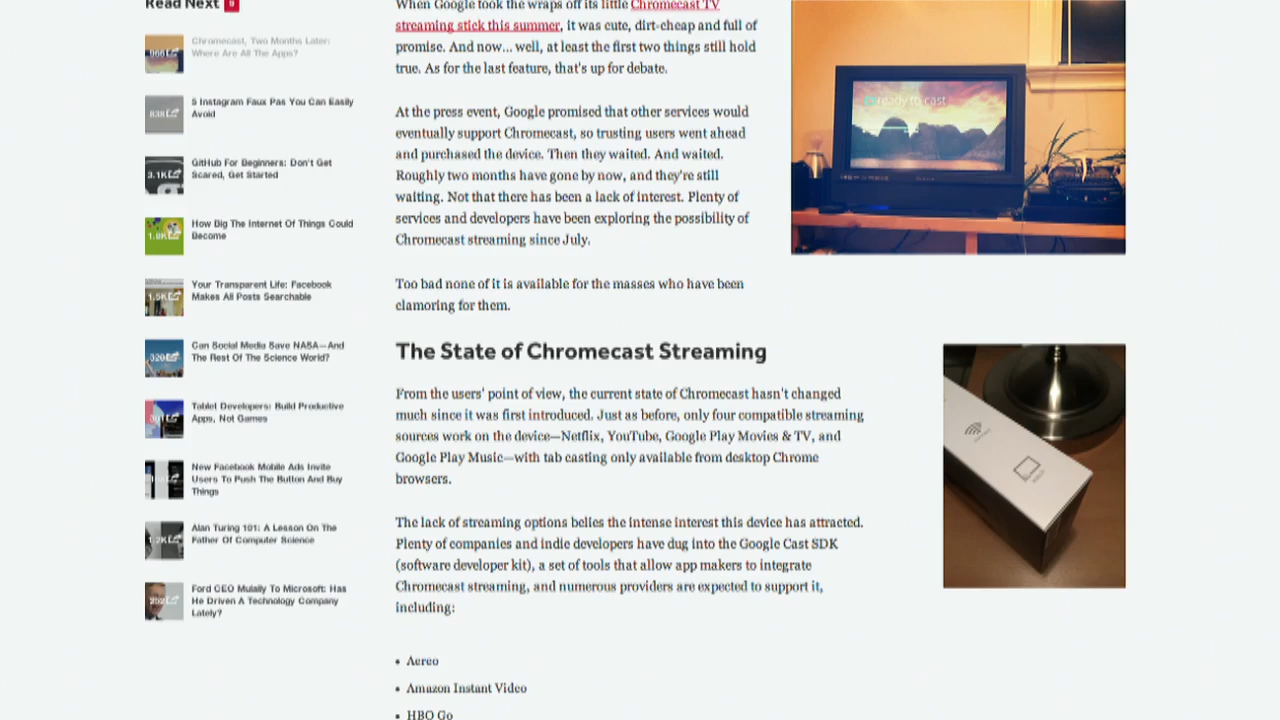 Read Next 9
Chromecast, Two Months Later:
Where Are All The Apps?
5 Instagram Faux Pas You Can Easily
Avoid
GitHub For Beginners: Don't Get
Scared, Get Started
3.1K
How Big The Internet Of Things Could
Become
Your Transparent Life: Facebook
Makes All Posts Searchable
1.5K
Can Social Media Save NASA—And
The Rest Of The Science World?
Tablet Developers: Build Productive
Apps, Not Games
New Facebook Mobile Ads Invite
Users To Push The Button And Buy
Things
Alan Turing 101: A Lesson On The
Father Of Computer Science
1.2K
Ford CEO Mulally To Microsoft: Has
He Driven A Technology Company
Lately?
When Google took the wraps off its little Chromecast TV
streaming stick this summer, it was cute, dirt-cheap and full of
promise. And now... well, at least the first two things still hold
true. As for the last feature, that's up for debate.
At the press event, Google promised that other services would
eventually support Chromecast, so trusting users went ahead
and purchased the device. Then they waited. And waited.
Roughly two months have gone by now, and they're still
waiting. Not that there has been a lack of interest. Plenty of
services and developers have been exploring the possibility of
Chromecast streaming since July.
Too bad none of it is available for the masses who have been
clamoring for them.
ready to cast
The State of Chromecast Streaming
From the users' point of view, the current state of Chromecast hasn't changed
much since it was first introduced. Just as before, only four compatible streaming
sources work on the device—Netflix, YouTube, Google Play Movies & TV, and
Google Play Music—with tab casting only available from desktop Chrome
browsers.
The lack of streaming options belies the intense interest this device has attracted.
Plenty of companies and indie developers have dug into the Google Cast SDK
(software developer kit), a set of tools that allow app makers to integrate
Chromecast streaming, and numerous providers are expected to support it,
including:
• Aereo
• Amazon Instant Video
• HBO Go